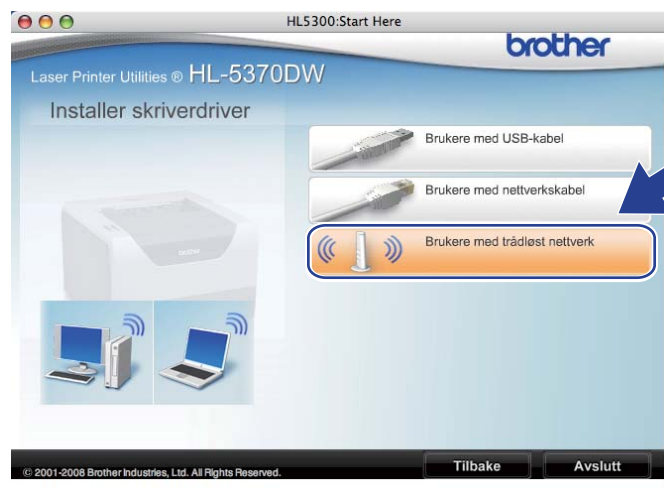 HL5300:Start Here
brother
Laser Printer Utilities ® HL-5370DW
Installer skriverdriver
Brukere med USB-kabel
Brukere med nettverkskabel
Brukere med trådløst nettverk
© 2001-2008 Brother Industries, Ltd. All Rights Reserved.
Tilbake
Avslutt